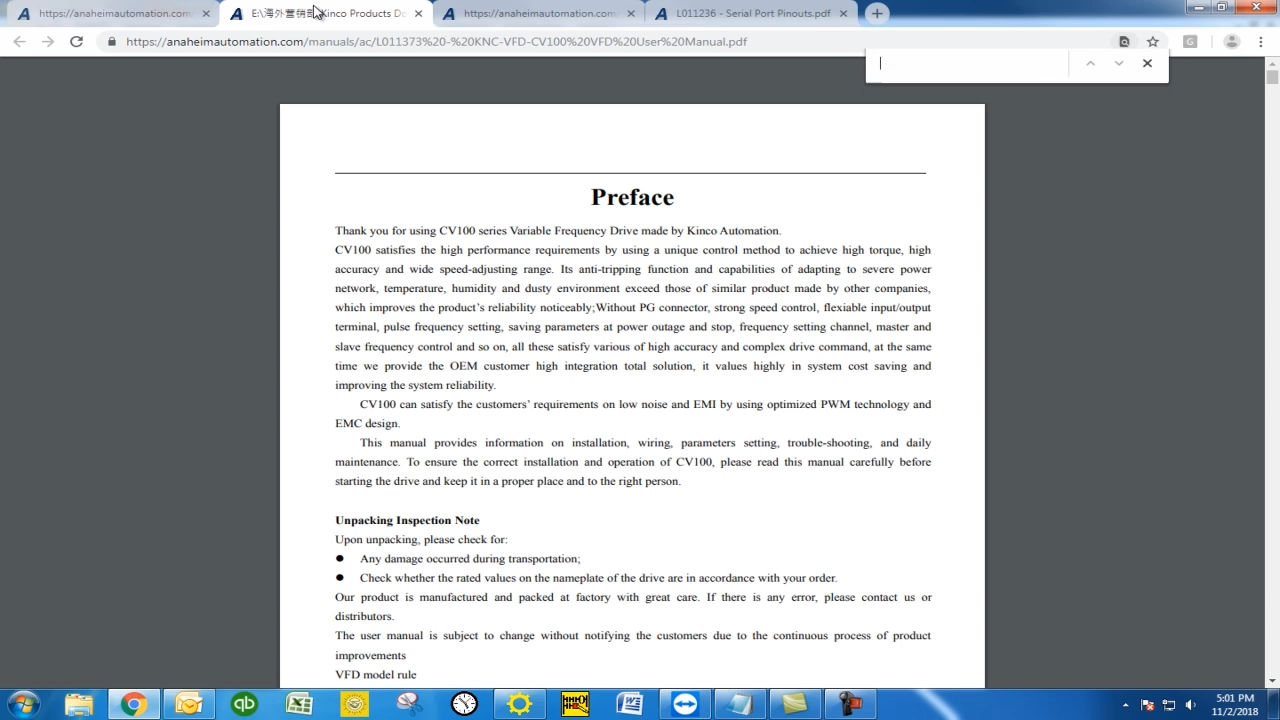 https://anaheimautomation.com
E:\海外营销部\Kinco Products Do
https://anaheimautomation.com
L011236 - Serial Port Pinouts.pdf
https://anaheimautomation.com/manuals/ac/L011373%20-%20KNC-VFD-CV100%20VFD%20User%20Manual.pdf
Preface
Thank you for using CV100 series Variable Frequency Drive made by Kinco Automation.
CV100 satisfies the high performance requirements by using a unique control method to achieve high torque, high
accuracy and wide speed-adjusting range. Its anti-tripping function and capabilities of adapting to severe power
network, temperature, humidity and dusty environment exceed those of similar product made by other companies,
which improves the product's reliability noticeably;Without PG connector, strong speed control, flexiable input/output
terminal, pulse frequency setting, saving parameters at power outage and stop, frequency setting channel, master and
slave frequency control and so on, all these satisfy various of high accuracy and complex drive command, at the same
time we provide the OEM customer high integration total solution, it values highly in system cost saving and
improving the system reliability.
CV100 can satisfy the customers' requirements on low noise and EMI by using optimized PWM technology and
EMC design.
This manual provides information on installation, wiring, parameters setting, trouble-shooting, and daily
maintenance. To ensure the correct installation and operation of CV100, please read this manual carefully before
starting the drive and keep it in a proper place and to the right person.
Unpacking Inspection Note
Upon unpacking, please check for:
● Any damage occurred during transportation;
● Check whether the rated values on the nameplate of the drive are in accordance with your order.
Our product is manufactured and packed at factory with great care. If there is any error, please contact us or
distributors.
The user manual is subject to change without notifying the customers due to the continuous process of product
improvements
VFD model rule
5:01 PM
11/2/2018